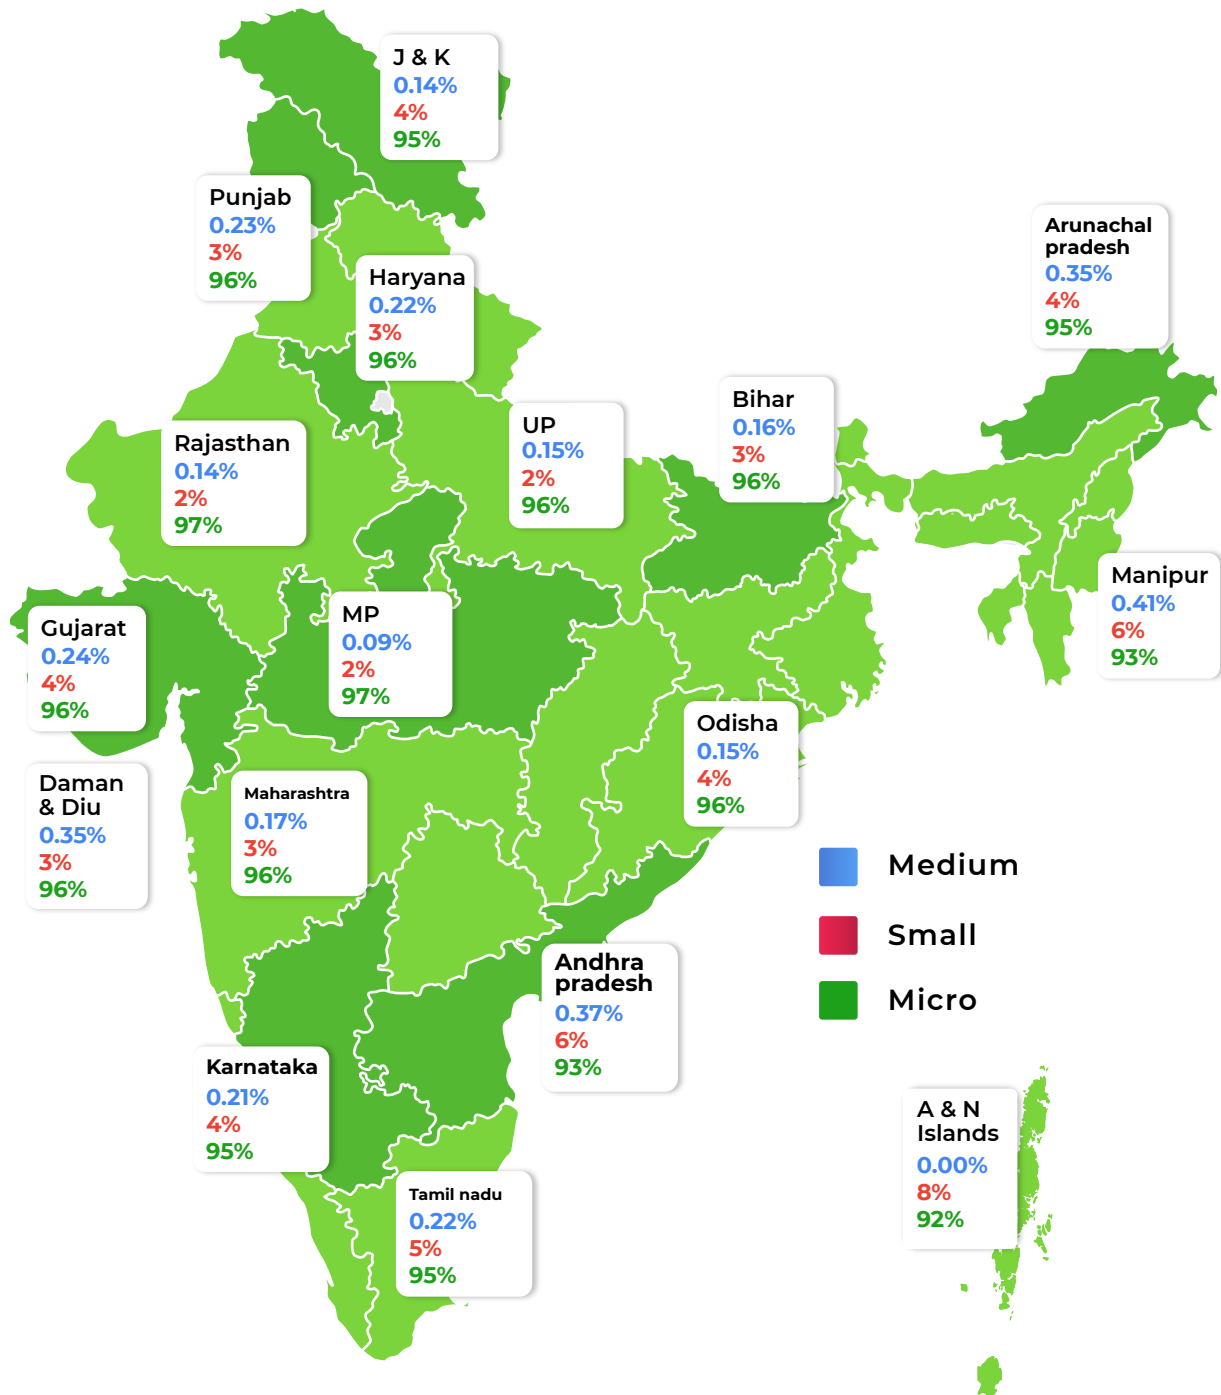 J & K
0.14%
4%
95%
Punjab
0.23%
3%
96%
Arunachal
pradesh
0.35%
4%
95%
Haryana
0.22%
3%
96%
Bihar
0.16%
3%
96%
UP
0.15%
2%
96%
Rajasthan
0.14%
2%
97%
Manipur
0.41%
6%
93%
MP
0.09%
2%
97%
Gujarat
0.24%
4%
96%
Odisha
0.15%
4%
96%
Daman
& Diu
0.35%
3%
96%
Maharashtra
0.17%
3%
96%
Medium
Small
Micro
Andhra
pradesh
0.37%
6%
93%
Karnataka
0.21%
4%
95%
A & N
Islands
0.00%
8%
92%
Tamil nadu
0.22%
5%
95%